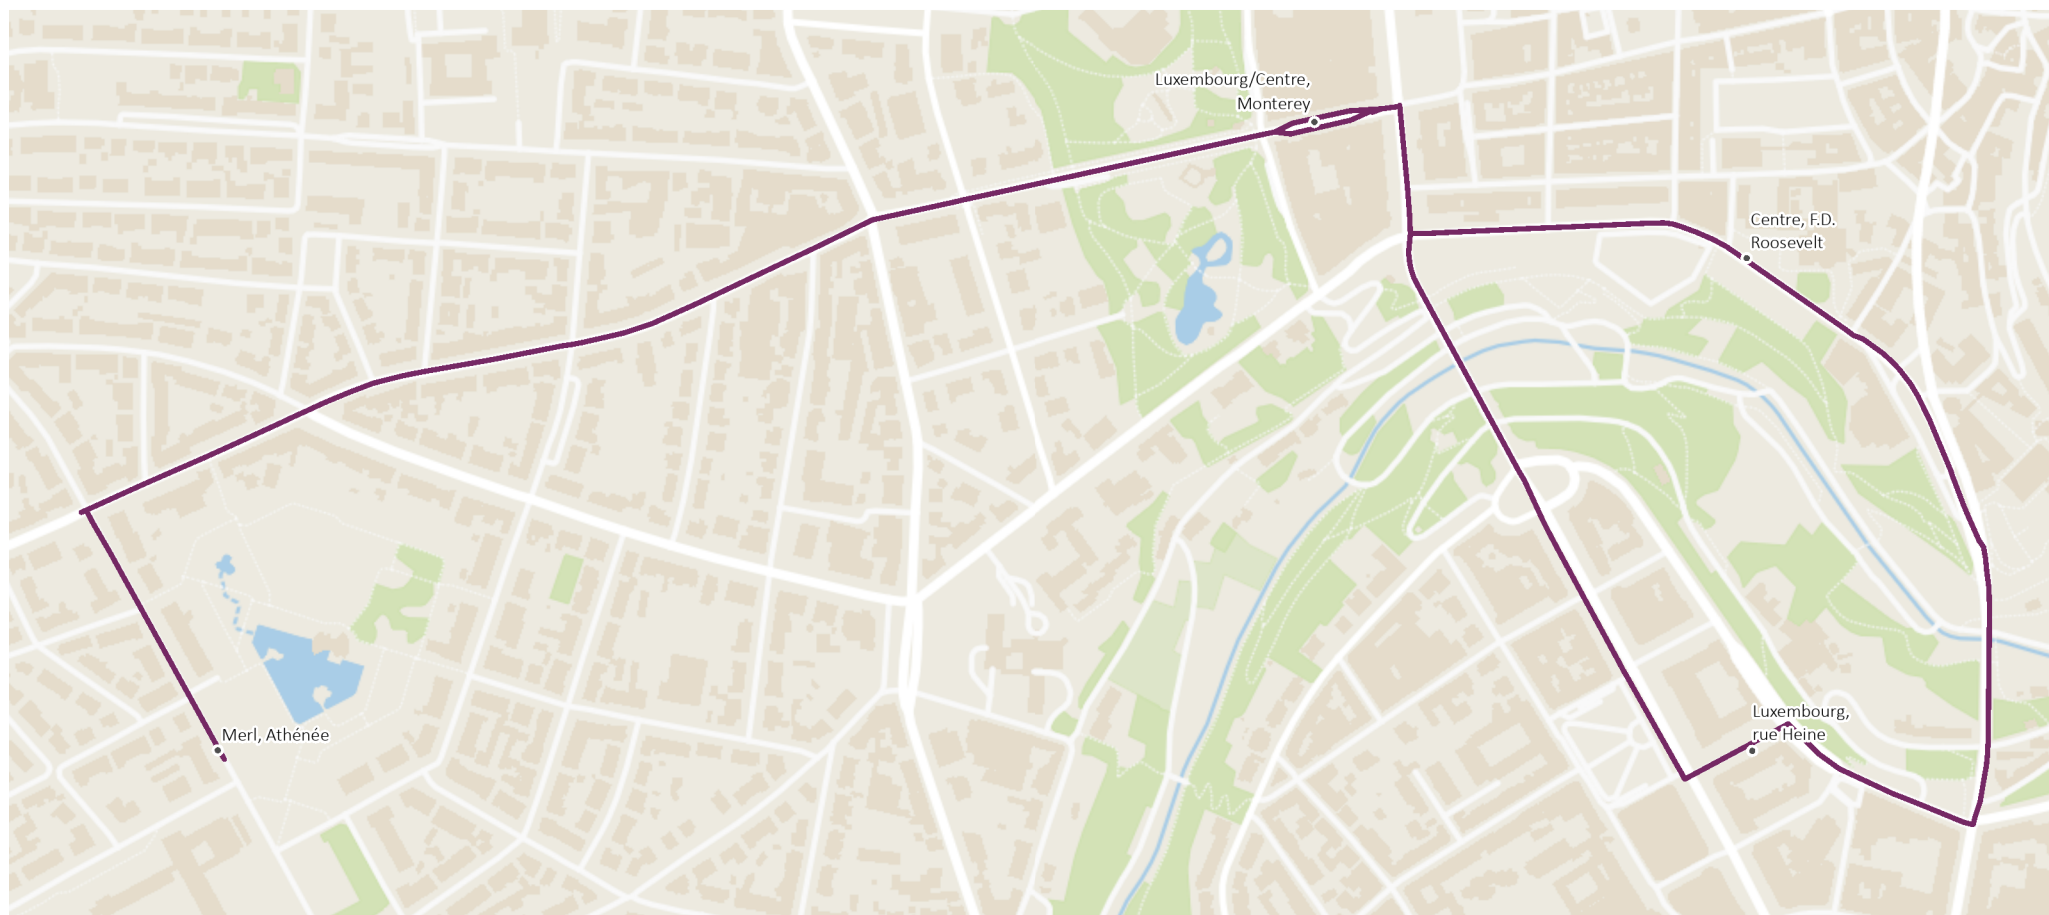 Luxembourg/Centre,
Monterey
Centre, F.D.
Roosevelt
Luxembourg,
rue Heine
Merl, Athénée